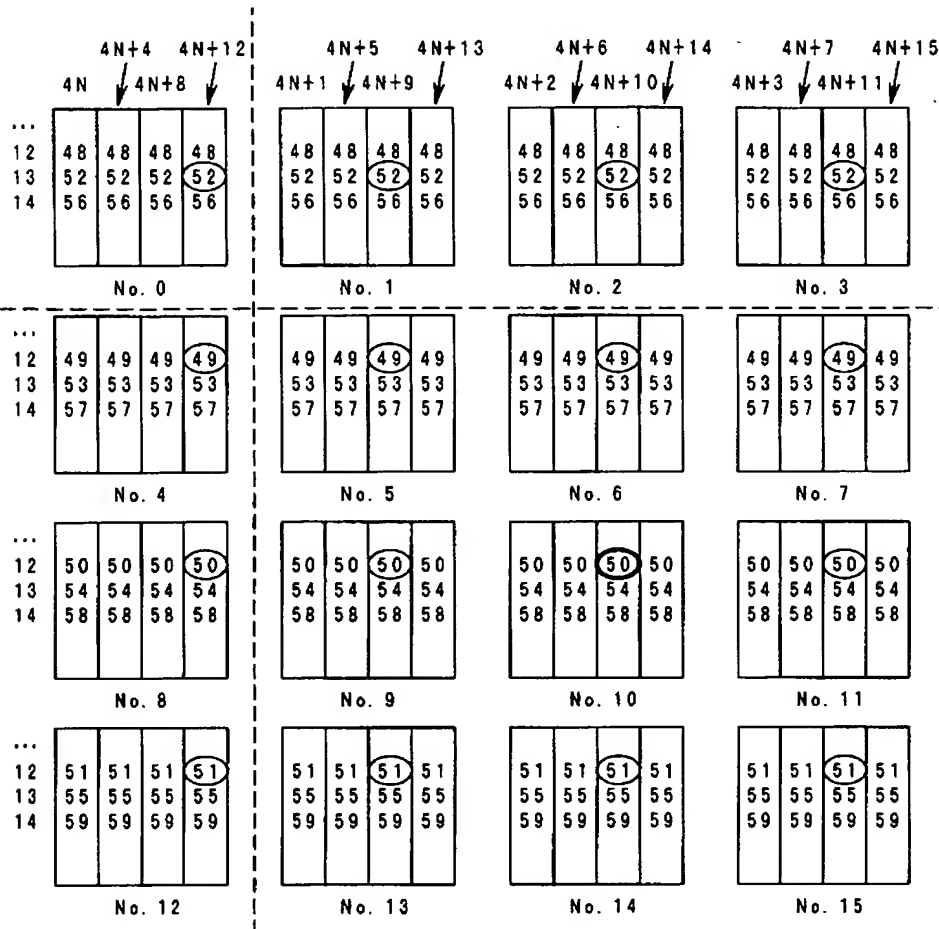 4N+4 4N+12 4N+5 4N+13 4N+6 4N+14 4N+7 4N+15
4N 4N+8 4N+1 4N+9 4N+2 4N+10 4N+3 4N+11
...
12 48 48 48 48 48 48 48 48 48 48 48 48 48 48 48 48
13 52 52 52 52 52 52 52 52 52 52 52 52 52 52 52 52
14 56 56 56 56 56 56 56 56 56 56 56 56 56 56 56 56
No. 0 No. 1 No. 2 No. 3
...
12 49 49 49 49 49 49 49 49 49 49 49 49 49 49 49 49
13 53 53 53 53 53 53 53 53 53 53 53 53 53 53 53 53
14 57 57 57 57 57 57 57 57 57 57 57 57 57 57 57 57
No. 4 No. 5 No. 6 No. 7
...
12 50 50 50 50 50 50 50 50 50 50 50 50 50 50 50 50
13 54 54 54 54 54 54 54 54 54 54 54 54 54 54 54 54
14 58 58 58 58 58 58 58 58 58 58 58 58 58 58 58 58
No. 8 No. 9 No. 10 No. 11
...
12 51 51 51 51 51 51 51 51 51 51 51 51 51 51 51 51
13 55 55 55 55 55 55 55 55 55 55 55 55 55 55 55 55
14 59 59 59 59 59 59 59 59 59 59 59 59 59 59 59 59
No. 12 No. 13 No. 14 No. 15